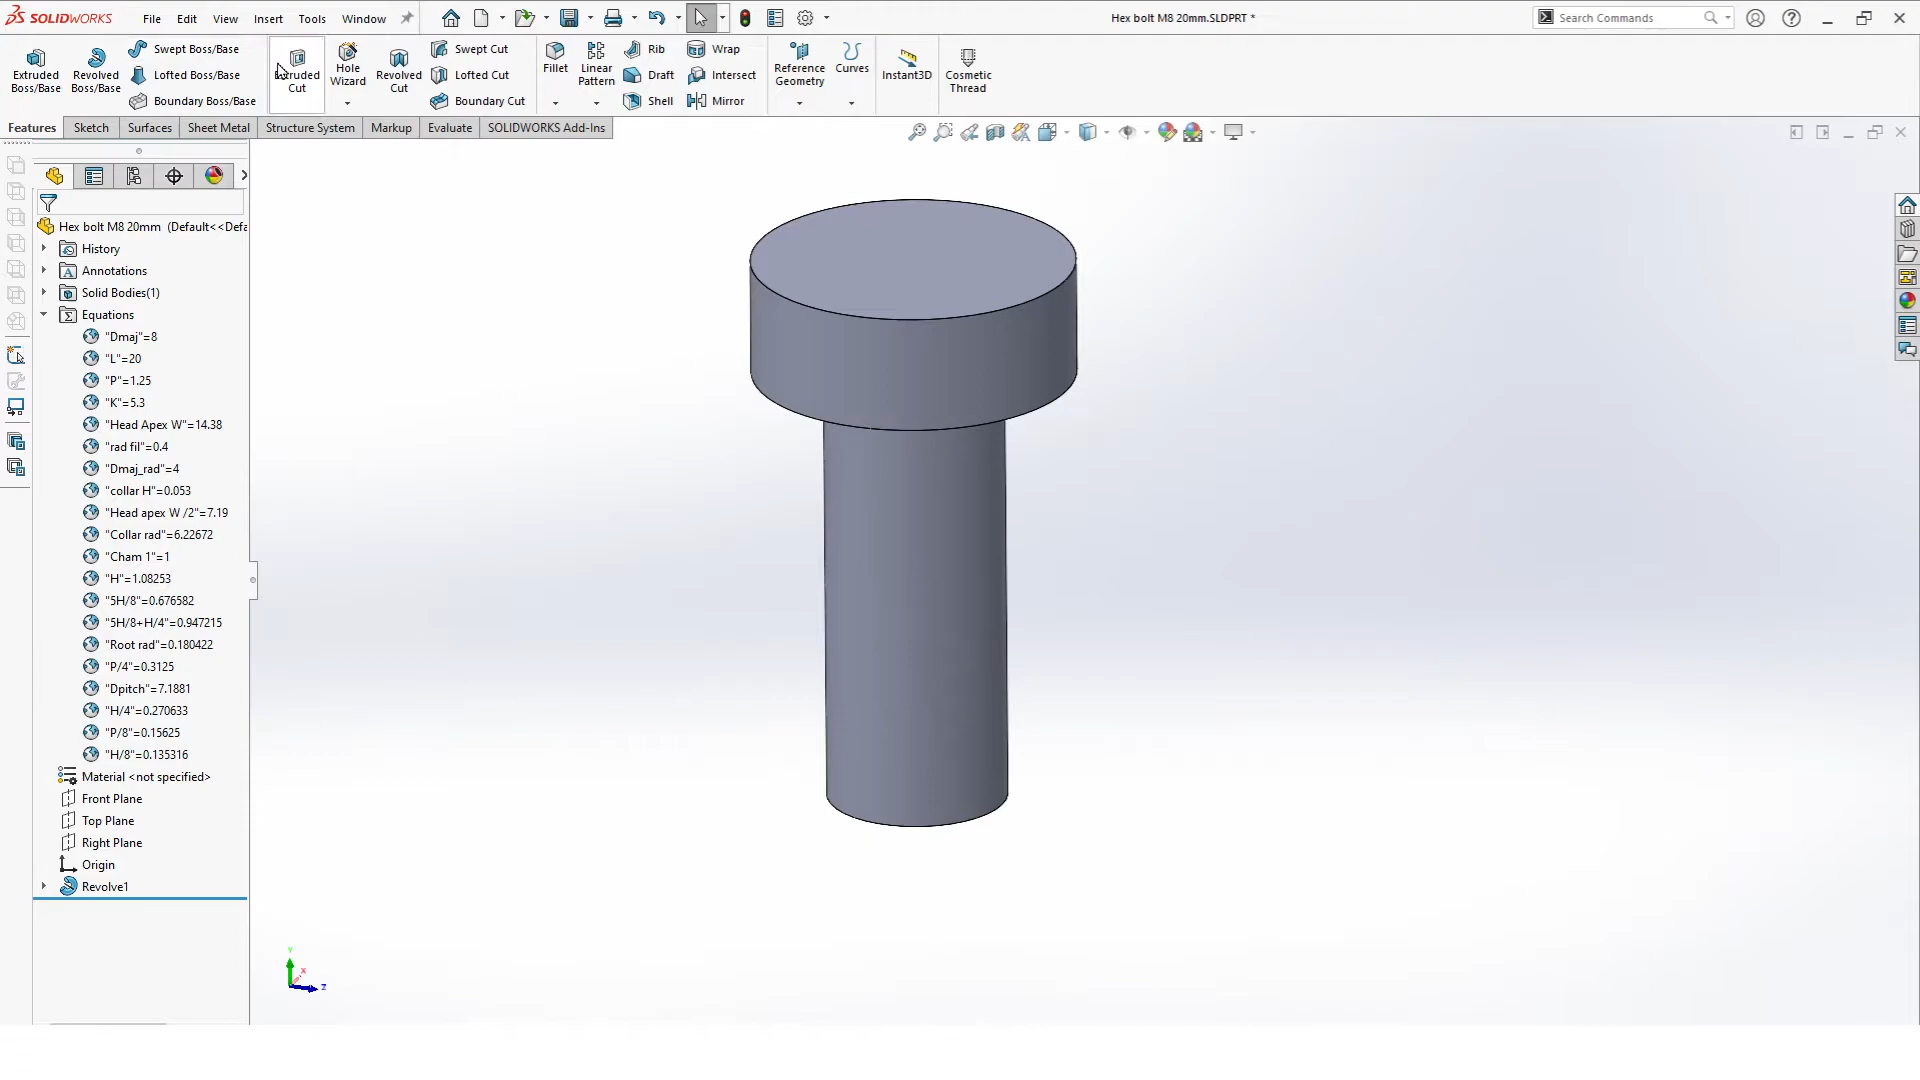 SOLIDWORKS File Edit View Insert Tools Window Hex bolt M8 20mm.SLDPRT * Search Commands
Extruded Boss/Base
Revolved Boss/Base
Swept Boss/Base
Lofted Boss/Base
Boundary Boss/Base
Extruded Cut
Hole Wizard
Revolved Cut
Swept Cut
Lofted Cut
Boundary Cut
Fillet
Linear Pattern
Rib
Draft
Shell
Wrap
Intersect
Mirror
Reference Geometry
Curves
Instant3D
Cosmetic Thread
Features Sketch Surfaces Sheet Metal Structure System Markup Evaluate SOLIDWORKS Add-Ins
Hex bolt M8 20mm (Default<<Defa
History
Annotations
Solid Bodies(1)
Equations
"Dmaj"=8
"L"=20
"P"=1.25
"K"=5.3
"Head Apex W"=14.38
"rad fil"=0.4
"Dmaj_rad"=4
"collar H"=0.053
"Head apex W /2"=7.19
"Collar rad"=6.22672
"Cham 1"=1
"H"=1.08253
"5H/8"=0.676582
"5H/8+H/4"=0.947215
"Root rad"=0.180422
"P/4"=0.3125
"Dpitch"=7.1881
"H/4"=0.270633
"P/8"=0.15625
"H/8"=0.135316
Material <not specified>
Front Plane
Top Plane
Right Plane
Origin
Revolve1
Y
X
Z